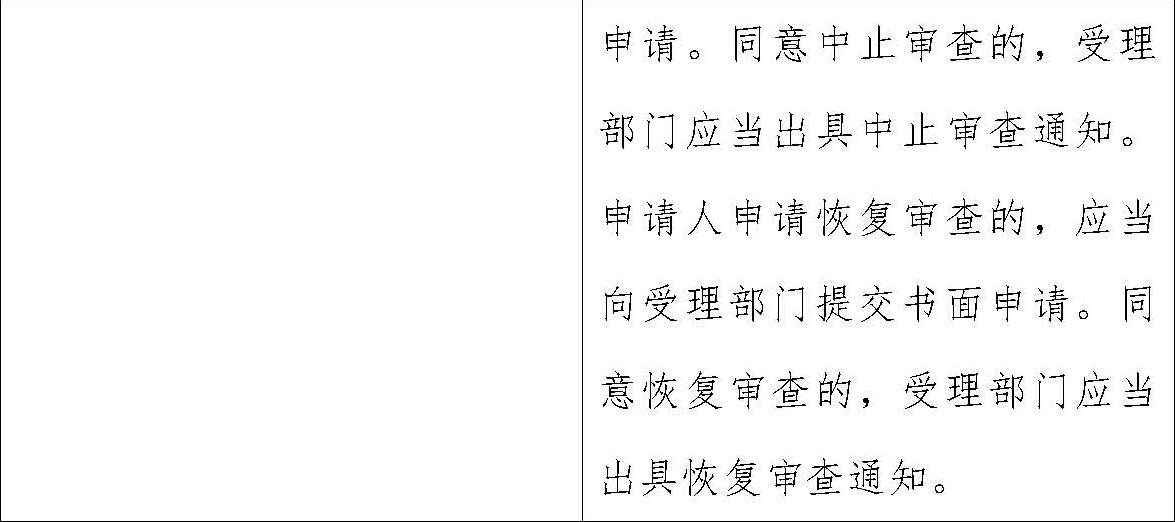 申请。同意中止审查的，受理
部门应当出具中止审查通知。
申请人申请恢复审查的，应当
向受理部门提交书面申请。同
意恢复审查的，受理部门应当
出具恢复审查通知。